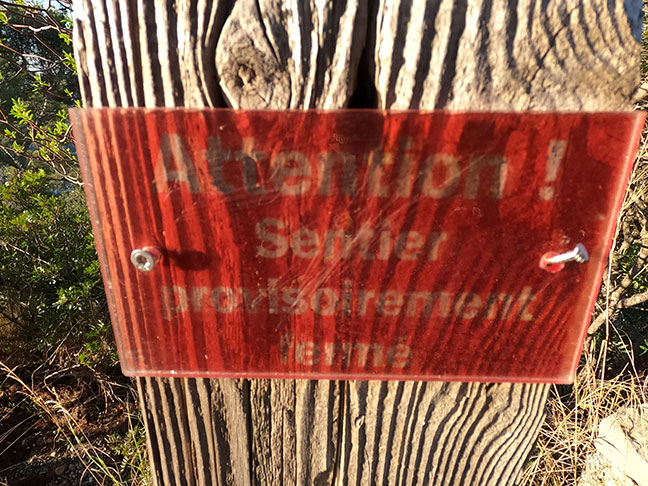 Attention !
Sentier
provisoirement
fermé